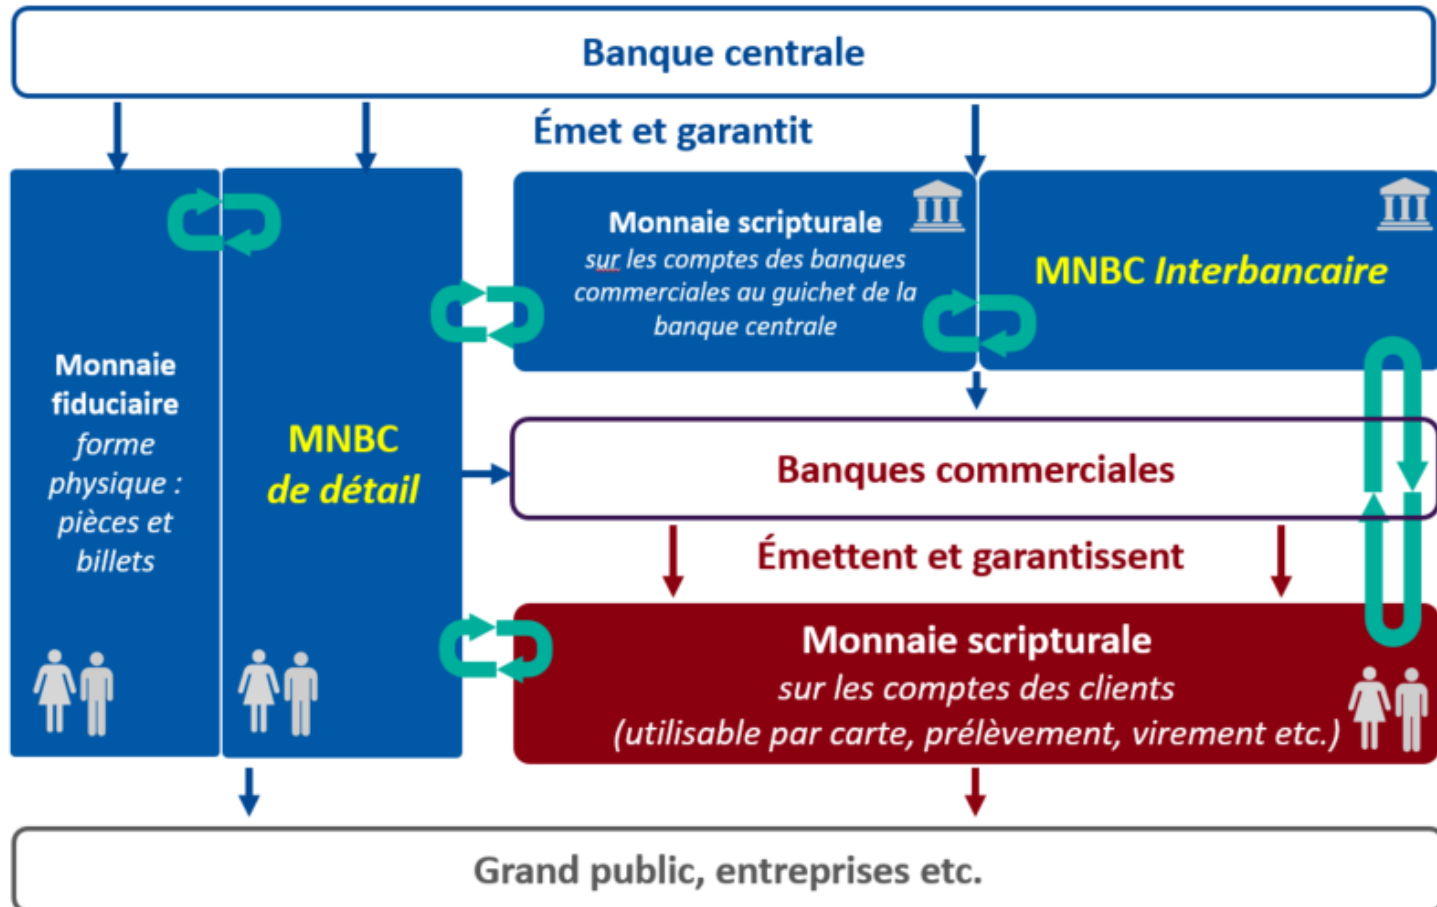 Banque centrale
Émet et garantit
Monnaie
fiduciaire
forme
physique :
pièces et
billets
MNBC
de détail
Monnaie scripturale
sur les comptes des banques
commerciales au guichet de la
banque centrale
MNBC Interbancaire
Banques commerciales
Émettent et garantissent
Monnaie scripturale
sur les comptes des clients
(utilisable par carte, prélèvement, virement etc.)
Grand public, entreprises etc.